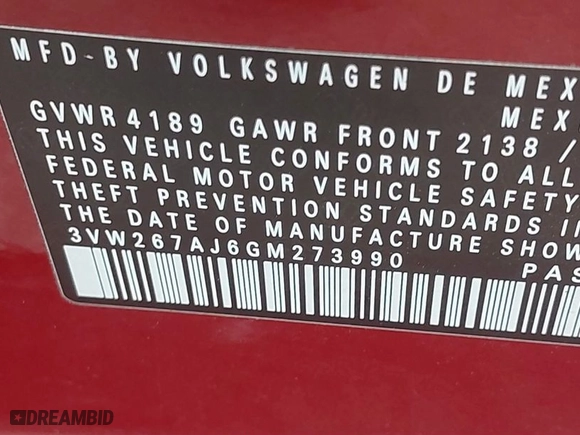 MFD-BY VOLKSWAGEN DE MEX
MEX
GVWR 4189 GAWR FRONT 2138 /
THIS VEHICLE CONFORMS TO ALL
FEDERAL MOTOR VEHICLE SAFETY
THEFT PREVENTION STANDARDS I
THE DATE OF MANUFACTURE SHOW
3VW267AJ6GM273990 PAS
DREAMBID